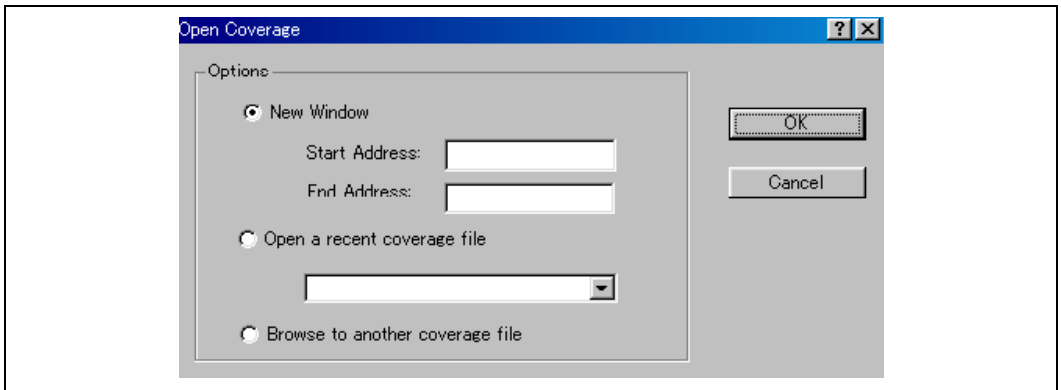 Open Coverage
Options
New Window
Start Address:
End Address:
Open a recent coverage file
Browse to another coverage file
OK
Cancel